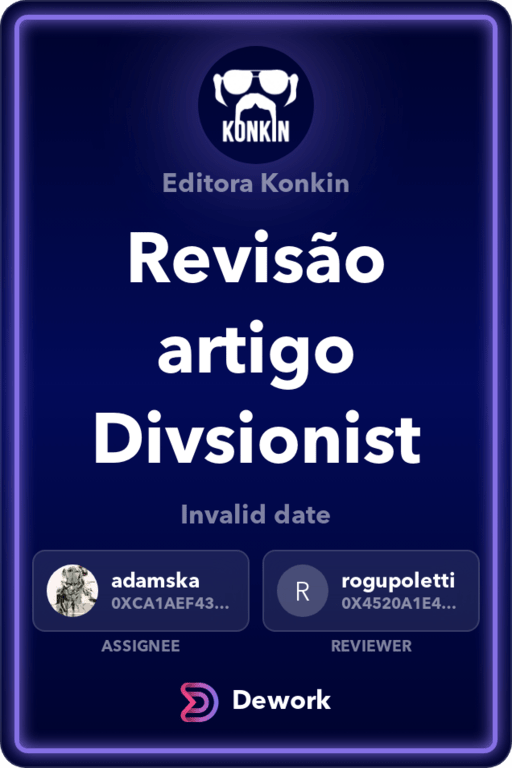 KONKIN
Editora Konkin
Revisão
artigo
Divsionist
Invalid date
adamska
0XCA1AEF43...
ASSIGNEE
R
rogupoletti
0X4520A1E4...
REVIEWER
Dework